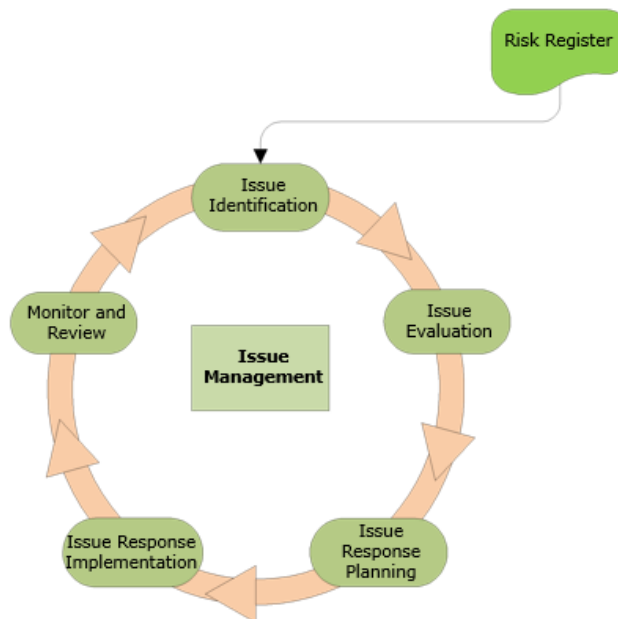 Risk Register
Issue
Identification
Issue
Evaluation
Monitor and
Review
Issue
Management
Issue
Response
Planning
Issue Response
Implementation